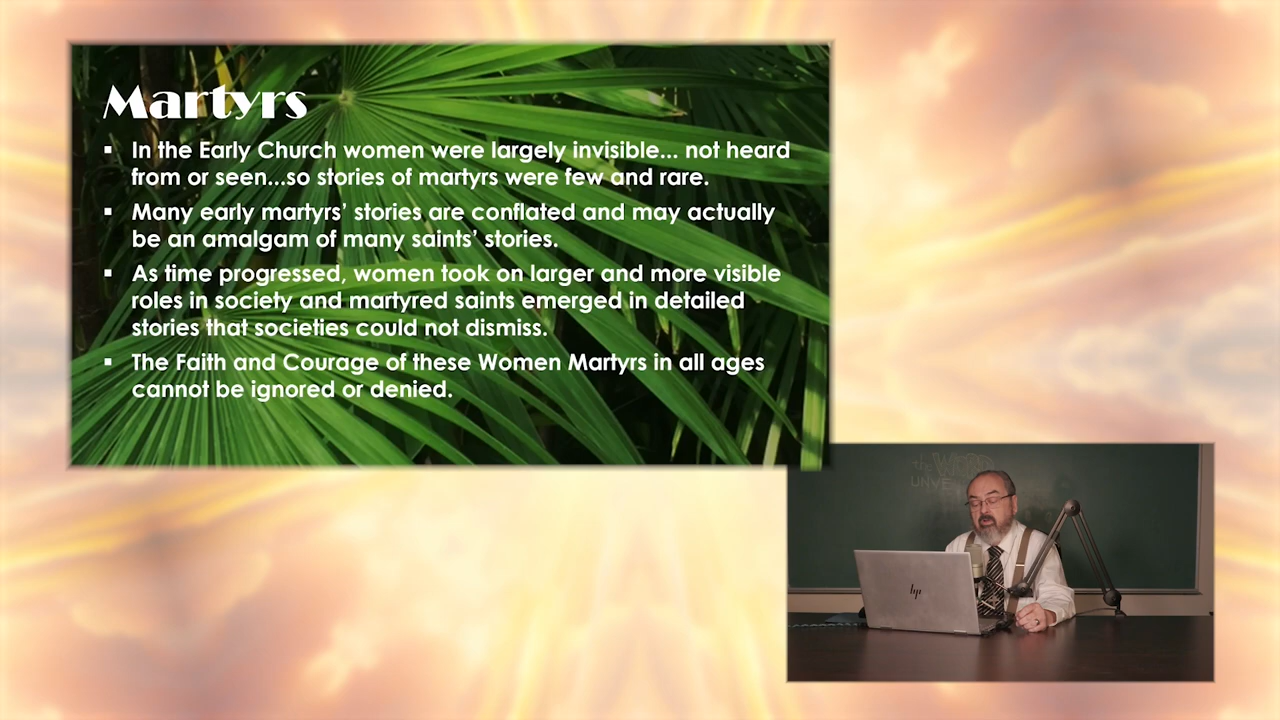 Martyrs
▪ In the Early Church women were largely invisible... not heard
from or seen...so stories of martyrs were few and rare.
▪ Many early martyrs’ stories are conflated and may actually
be an amalgam of many saints’ stories.
▪ As time progressed, women took on larger and more visible
roles in society and martyred saints emerged in detailed
stories that societies could not dismiss.
▪ The Faith and Courage of these Women Martyrs in all ages
cannot be ignored or denied.
the WORD
hp